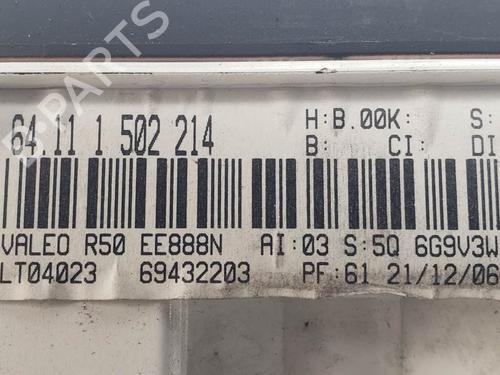 64.11 1 502 214
H:B.00K: S:
B: CI: DI
VALEO R50 EE888N AI:03 S:5Q 6G9V3W
LT04023 69432203 PF:61 21/12/06
B-PARTS